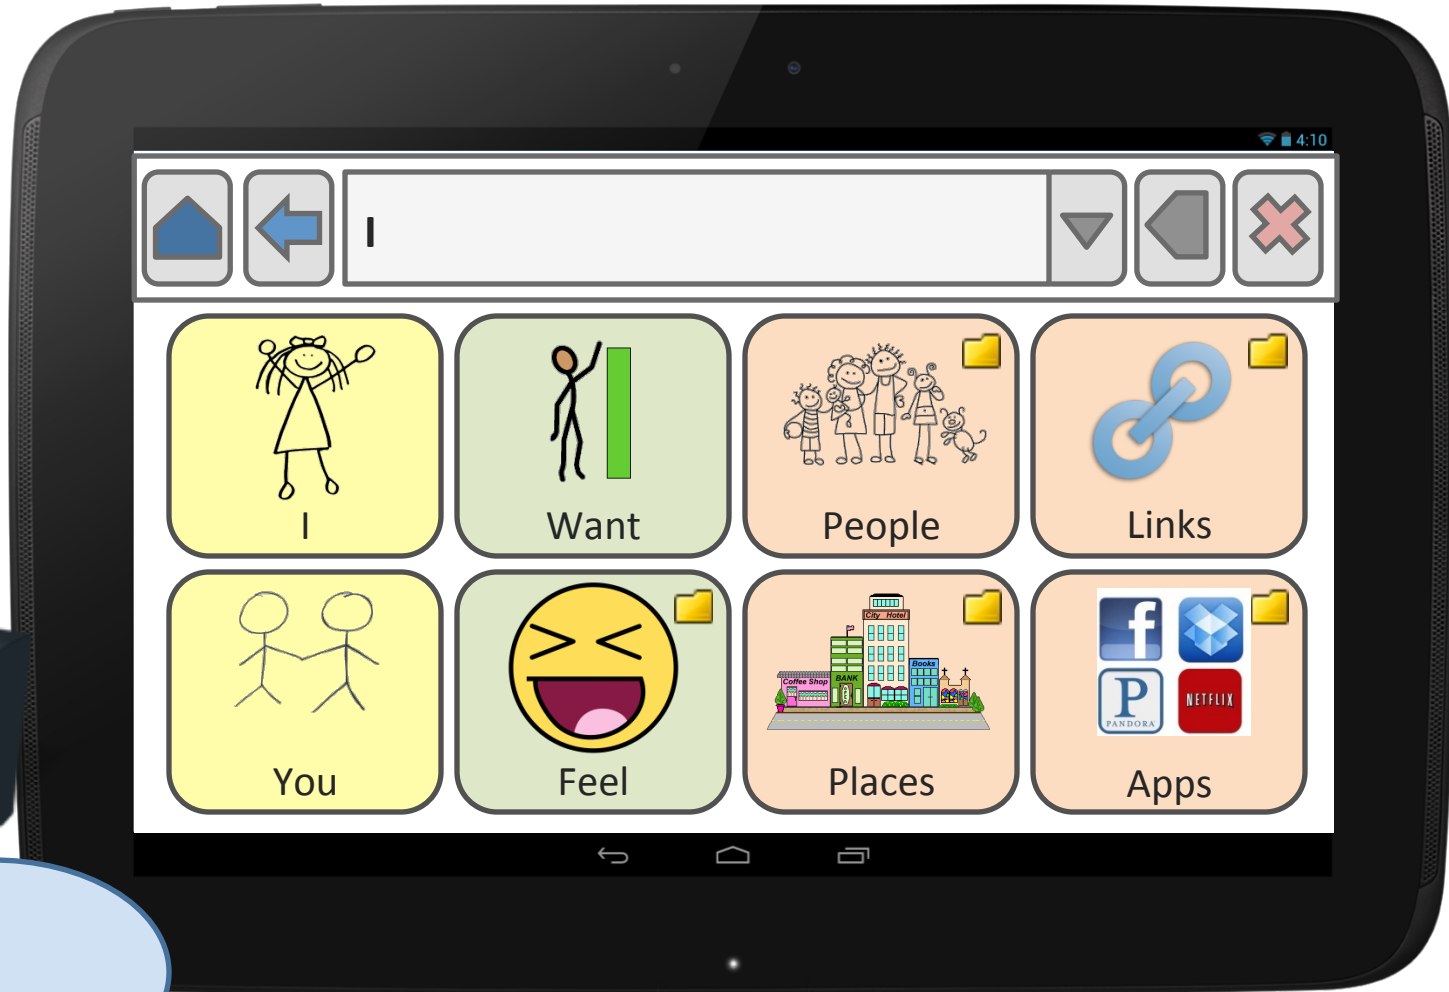 4:10
I
I
Want
People
Links
You
Feel
City Hotel
Coffee Shop
BANK
Books
Places
f
P
PANDORA
NETFLIX
Apps